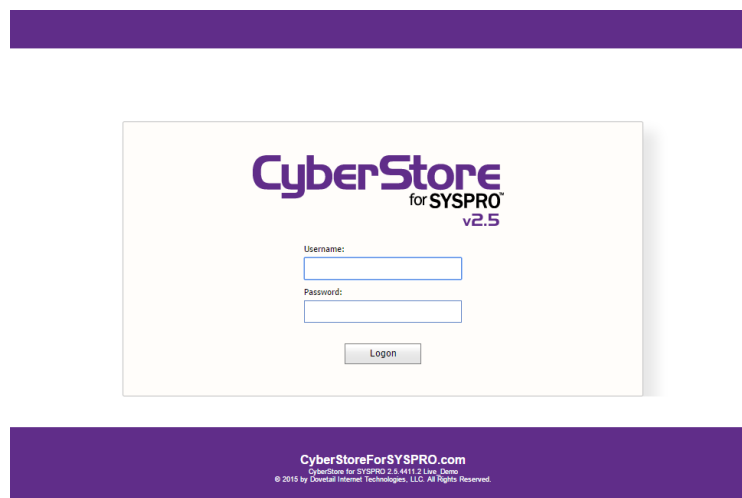 CyberStore
for SYSPRO™
v2.5
Username:
Password:
Logon
CyberStoreForSYSPRO.com
CyberStore for SYSPRO 2.5.4411.2 Live_Demo
© 2015 by Dovetail Internet Technologies, LLC. All Rights Reserved.